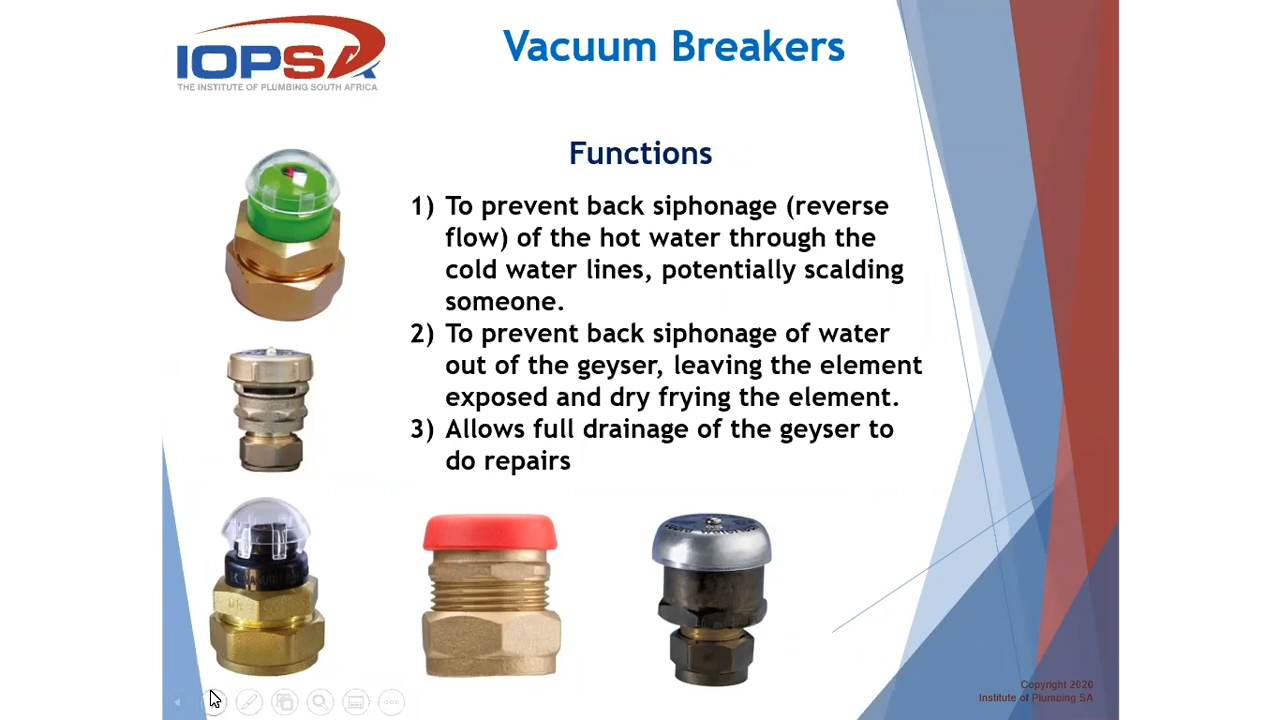 IOPSA
THE INSTITUTE OF PLUMBING SOUTH AFRICA
Vacuum Breakers
Functions
1) To prevent back siphonage (reverse
flow) of the hot water through the
cold water lines, potentially scalding
someone.
2) To prevent back siphonage of water
out of the geyser, leaving the element
exposed and dry frying the element.
3) Allows full drainage of the geyser to
do repairs
Copyright 2020
Institute of Plumbing SA